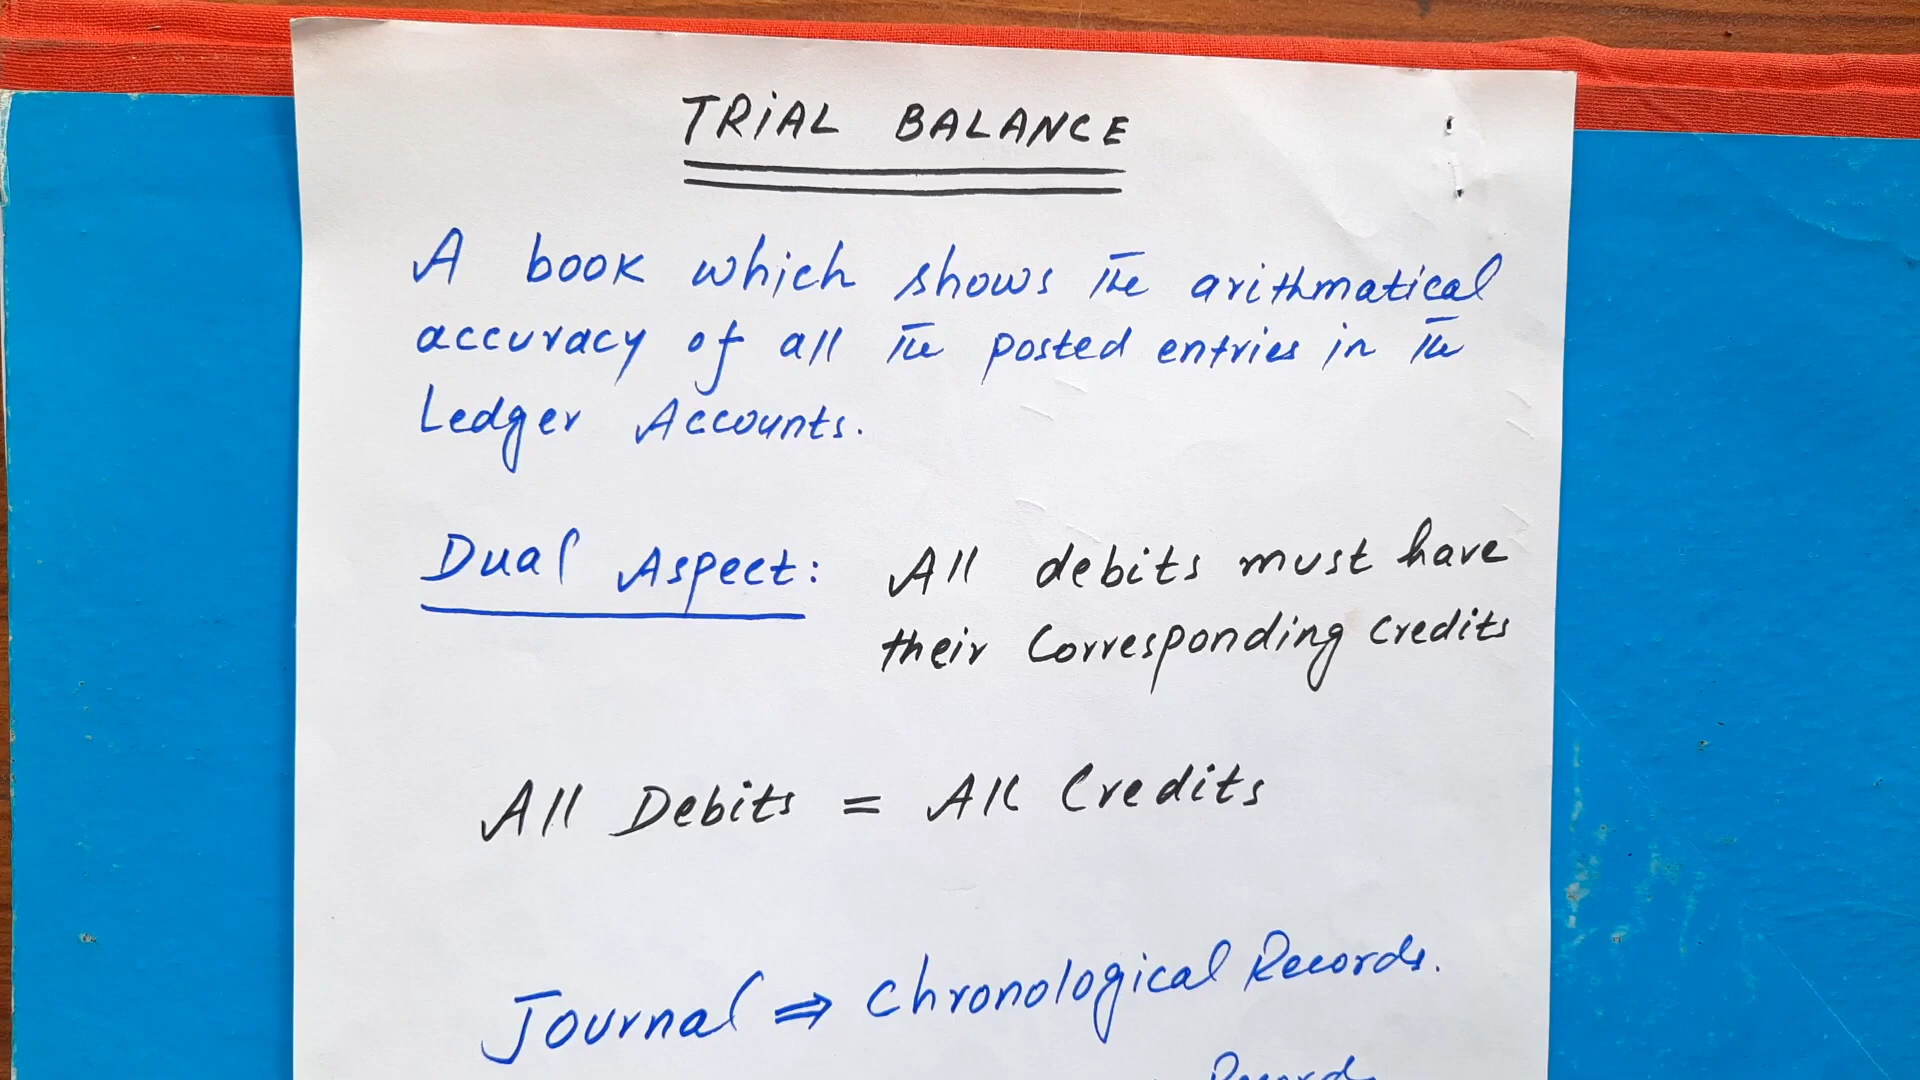 TRiAL BALANCE
A book which shows the arithmatical
accuracy of all the posted entries in the
Ledger Accounts.
Dual Aspect: All debits must have
their Corresponding credits
All Debits = All Credits
Journal ⇒ Chronological Records.
Record